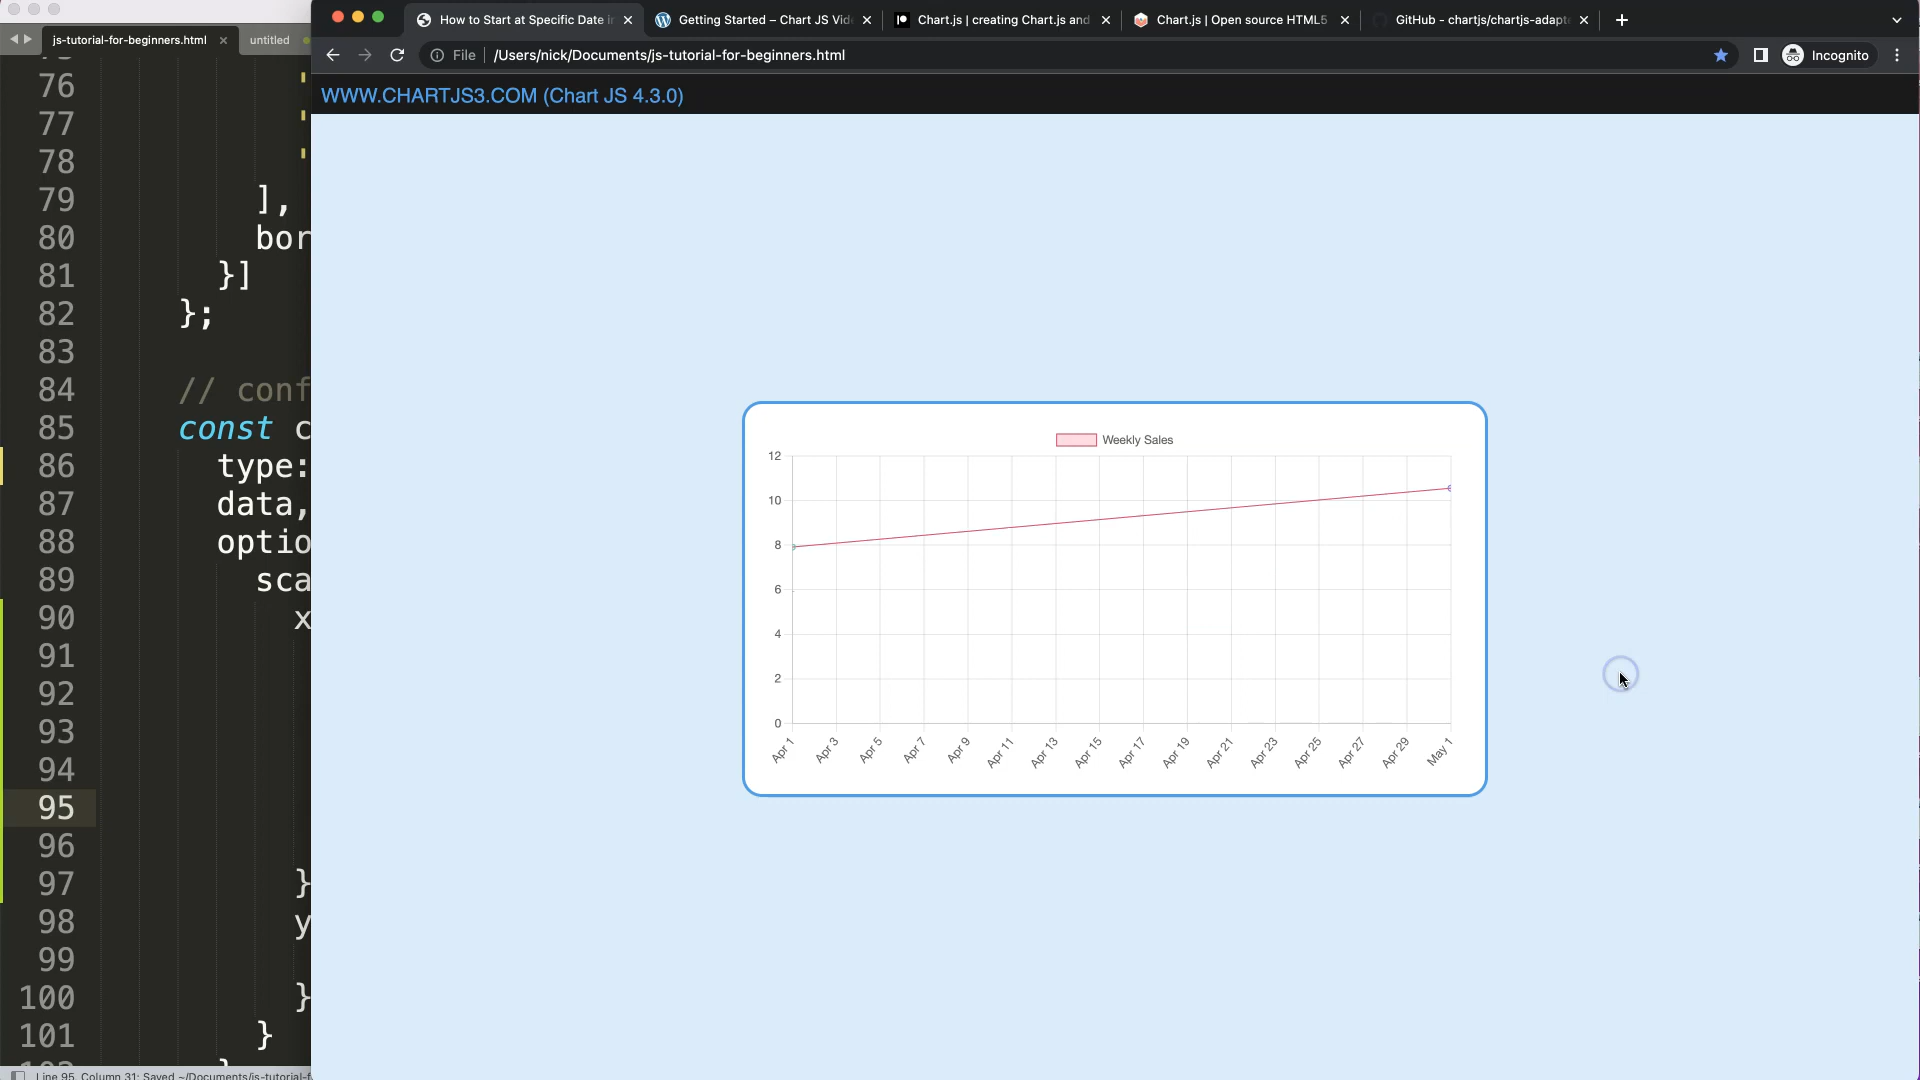 js-tutorial-for-beginners.html
untitled
How to Start at Specific Date i
Getting Started – Chart JS Vid
Chart.js | creating Chart.js and
Chart.js | Open source HTML5
GitHub - chartjs/chartjs-adapt
File
/Users/nick/Documents/js-tutorial-for-beginners.html
Incognito
WWW.CHARTJS3.COM (Chart JS 4.3.0)
76 '
77 '
78 '
79 ],
80 bor
81 }]
82 };
83
84 // conf
85 const c
86 type:
87 data,
88 optio
89 sca
90 x
91
92
93
94
95
96
97 }
98 y
99
100 }
101 }
Line 95, Column 31; Saved ~/Documents/js-tutorial-f
Weekly Sales
12
10
8
6
4
2
0
Apr 1 Apr 3 Apr 5 Apr 7 Apr 9 Apr 11 Apr 13 Apr 15 Apr 17 Apr 19 Apr 21 Apr 23 Apr 25 Apr 27 Apr 29 May 1